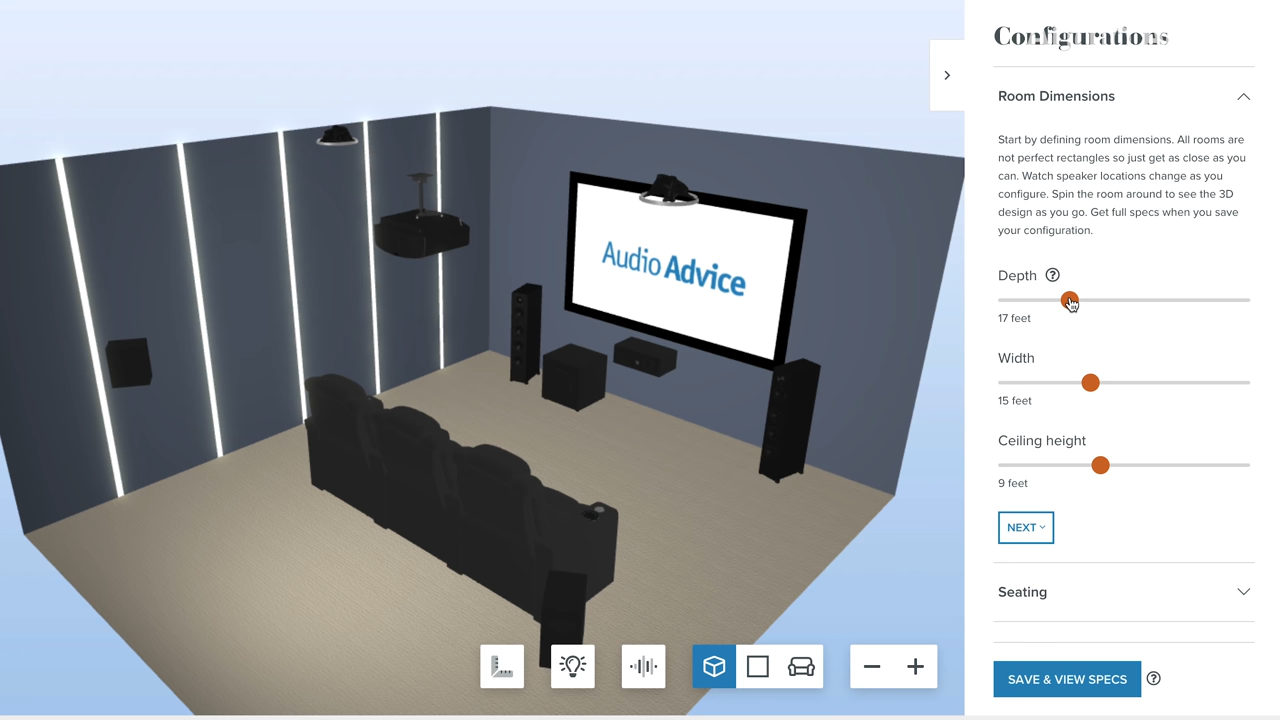 Configurations
Room Dimensions
Start by defining room dimensions. All rooms are
not perfect rectangles so just get as close as you
can. Watch speaker locations change as you
configure. Spin the room around to see the 3D
design as you go. Get full specs when you save
your configuration.
Depth ?
17 feet
Width
15 feet
Ceiling height
9 feet
NEXT
Seating
SAVE & VIEW SPECS ?
Audio Advice